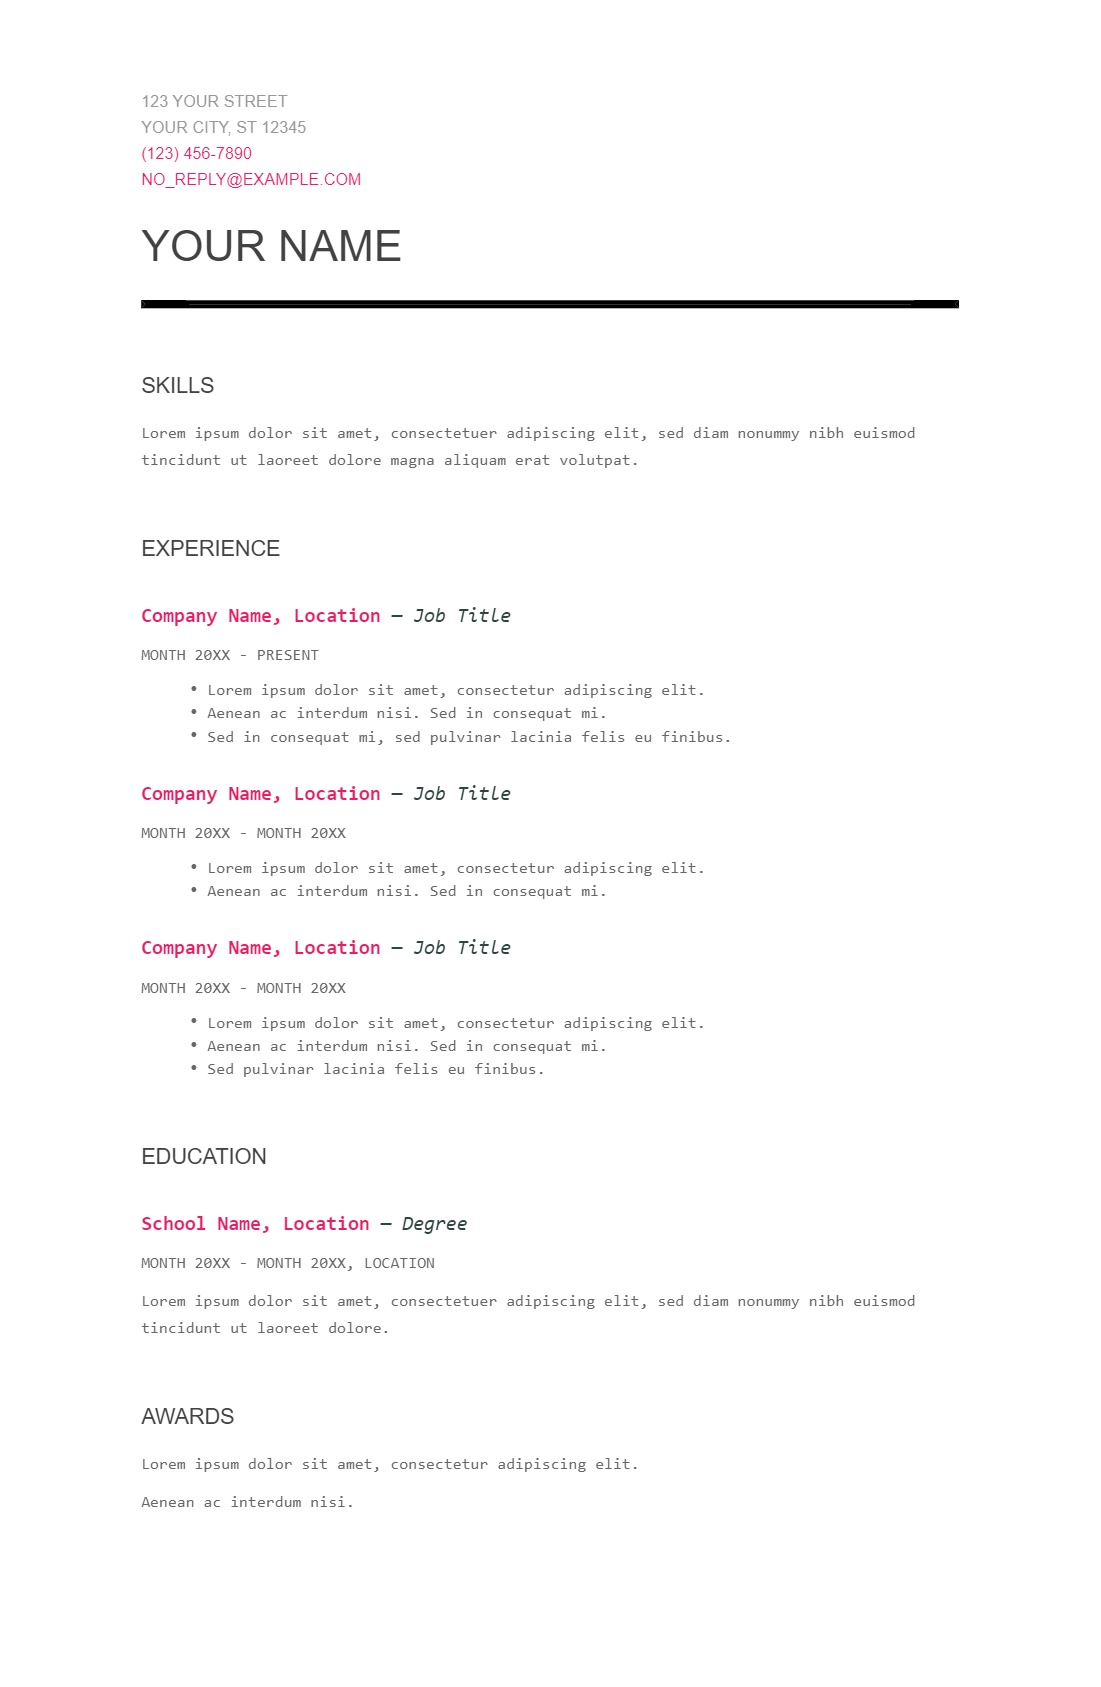 123 YOUR STREET
YOUR CITY, ST 12345
(123) 456-7890
NO_REPLY@EXAMPLE.COM
YOUR NAME
SKILLS
Lorem ipsum dolor sit amet, consectetuer adipiscing elit, sed diam nonummy nibh euismod
tincidunt ut laoreet dolore magna aliquam erat volutpat.
EXPERIENCE
Company Name, Location — Job Title
MONTH 20XX - PRESENT
• Lorem ipsum dolor sit amet, consectetur adipiscing elit.
• Aenean ac interdum nisi. Sed in consequat mi.
• Sed in consequat mi, sed pulvinar lacinia felis eu finibus.
Company Name, Location — Job Title
MONTH 20XX - MONTH 20XX
• Lorem ipsum dolor sit amet, consectetur adipiscing elit.
• Aenean ac interdum nisi. Sed in consequat mi.
Company Name, Location — Job Title
MONTH 20XX - MONTH 20XX
• Lorem ipsum dolor sit amet, consectetur adipiscing elit.
• Aenean ac interdum nisi. Sed in consequat mi.
• Sed pulvinar lacinia felis eu finibus.
EDUCATION
School Name, Location — Degree
MONTH 20XX - MONTH 20XX, LOCATION
Lorem ipsum dolor sit amet, consectetuer adipiscing elit, sed diam nonummy nibh euismod
tincidunt ut laoreet dolore.
AWARDS
Lorem ipsum dolor sit amet, consectetur adipiscing elit.
Aenean ac interdum nisi.